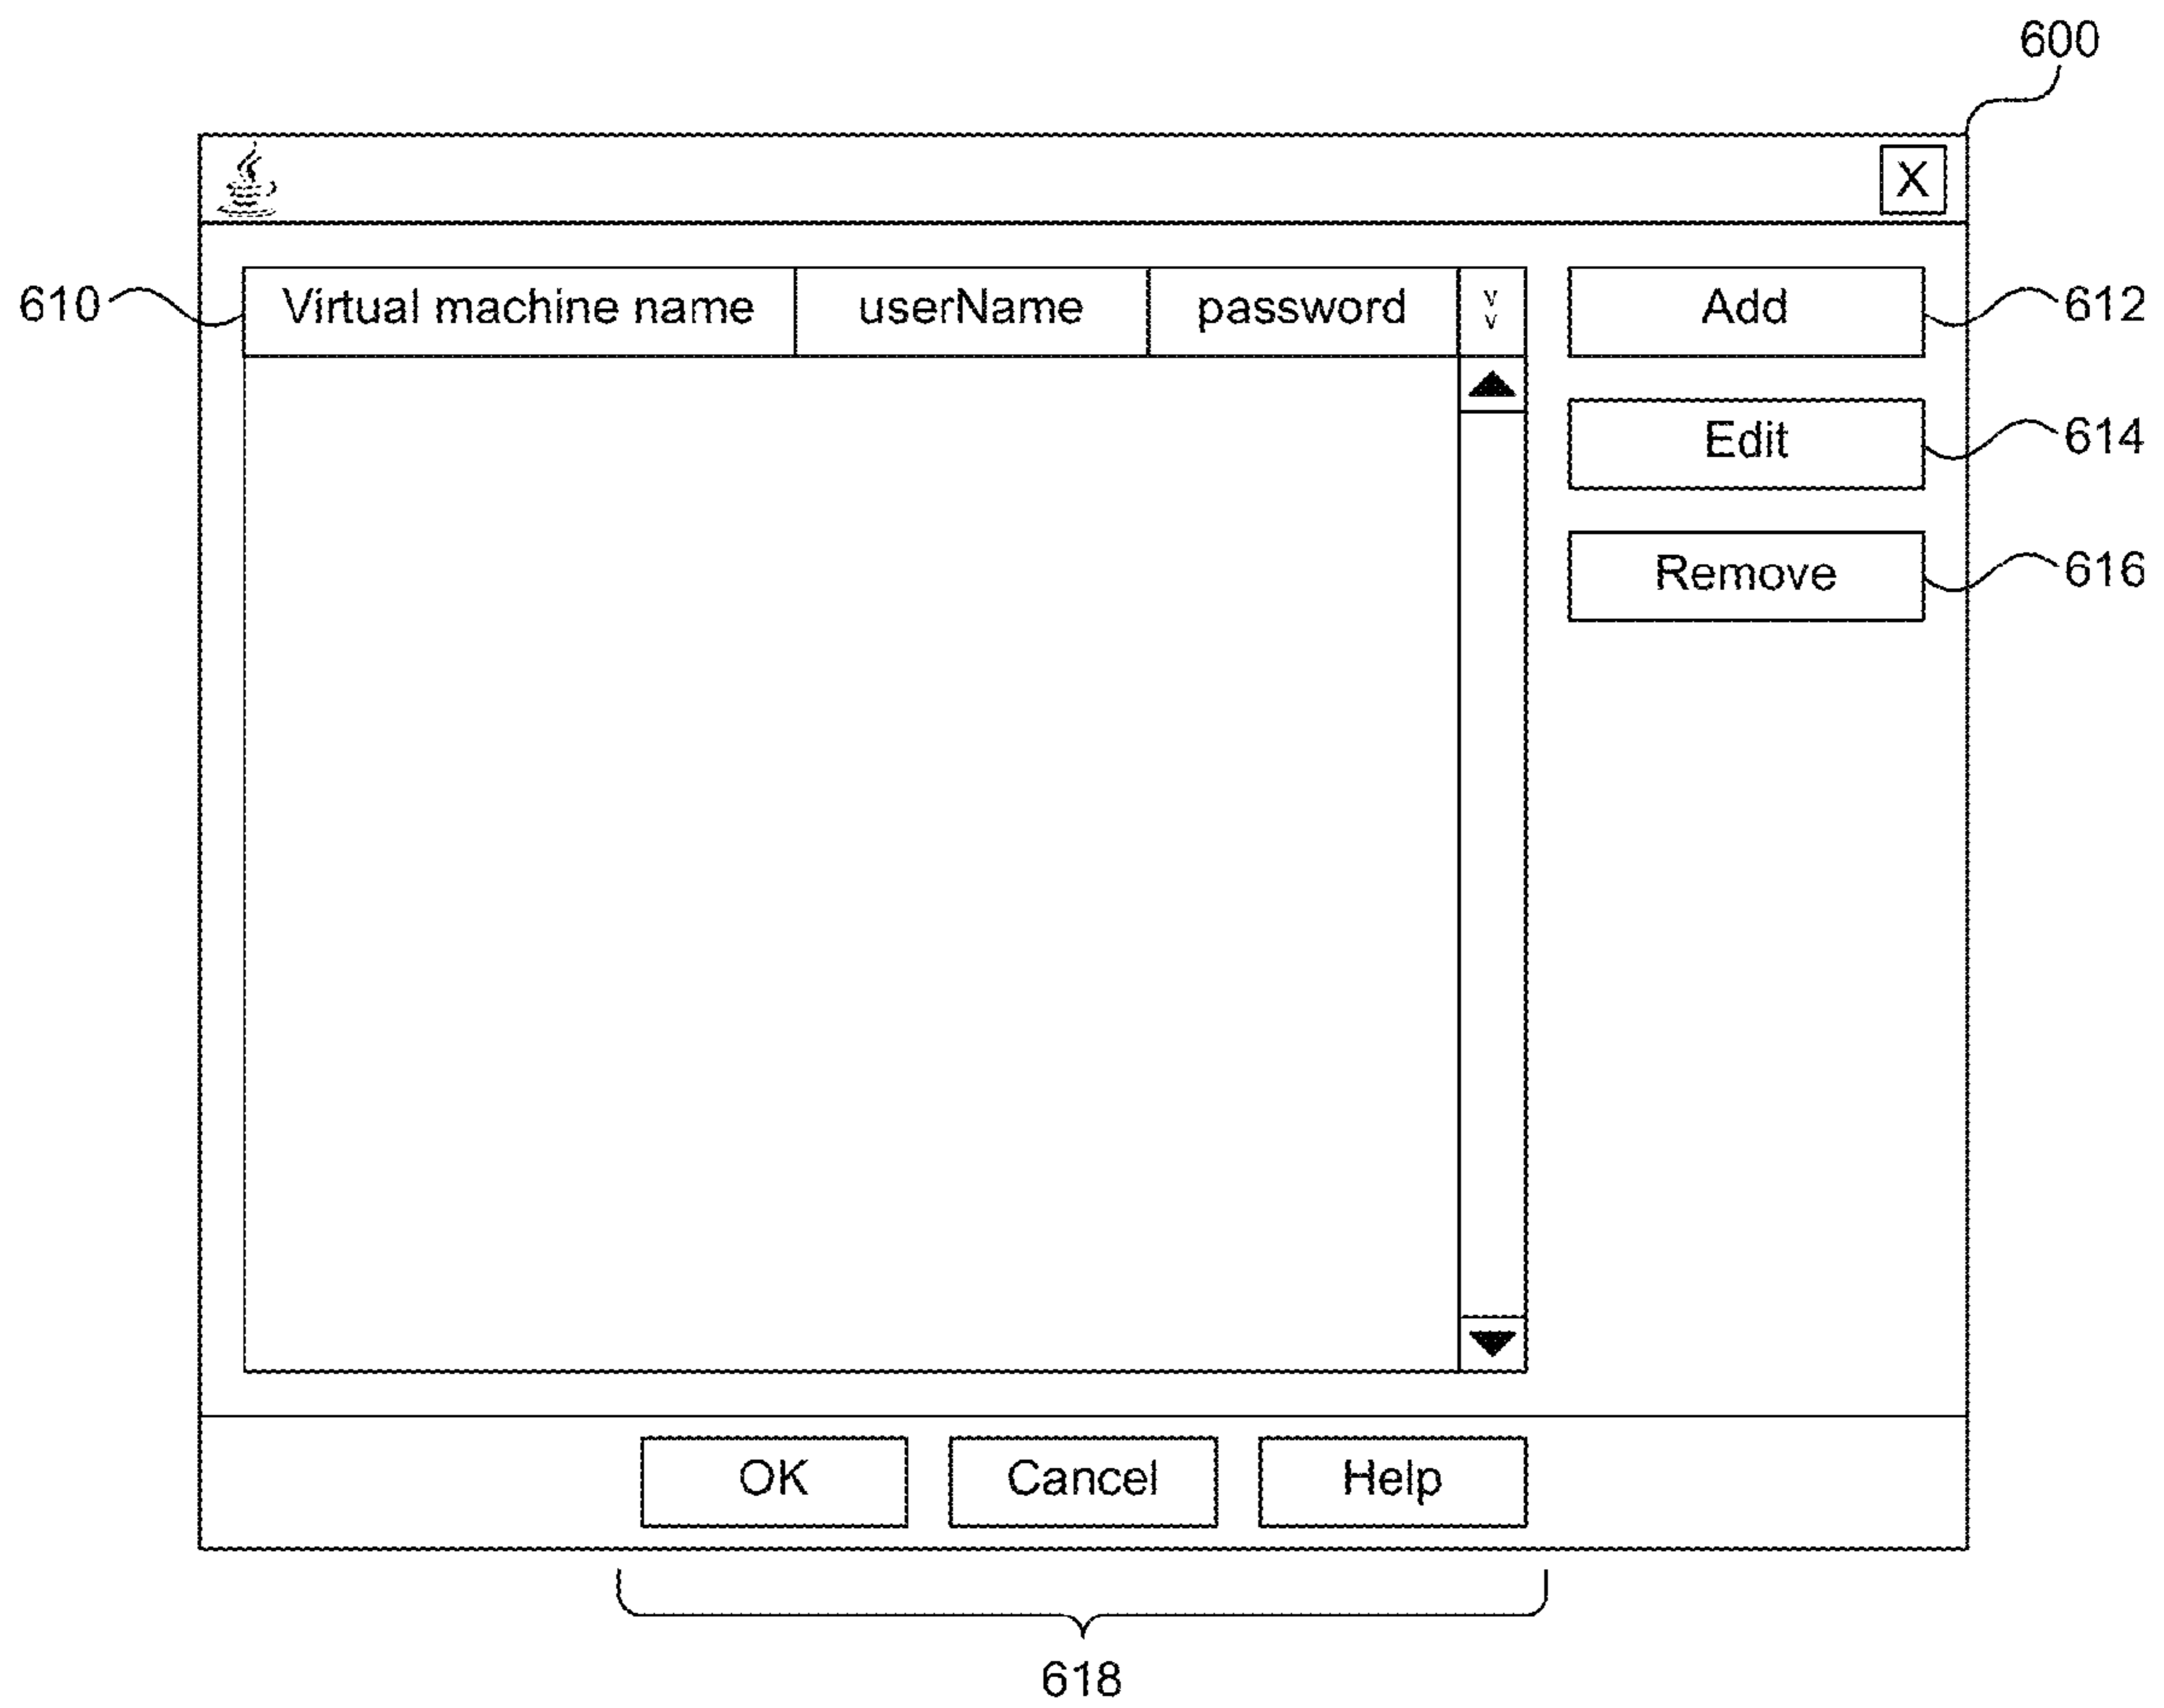 600
X
610 Virtual machine name userName password v v Add 612
Edit 614
Remove 616
OK Cancel Help
618